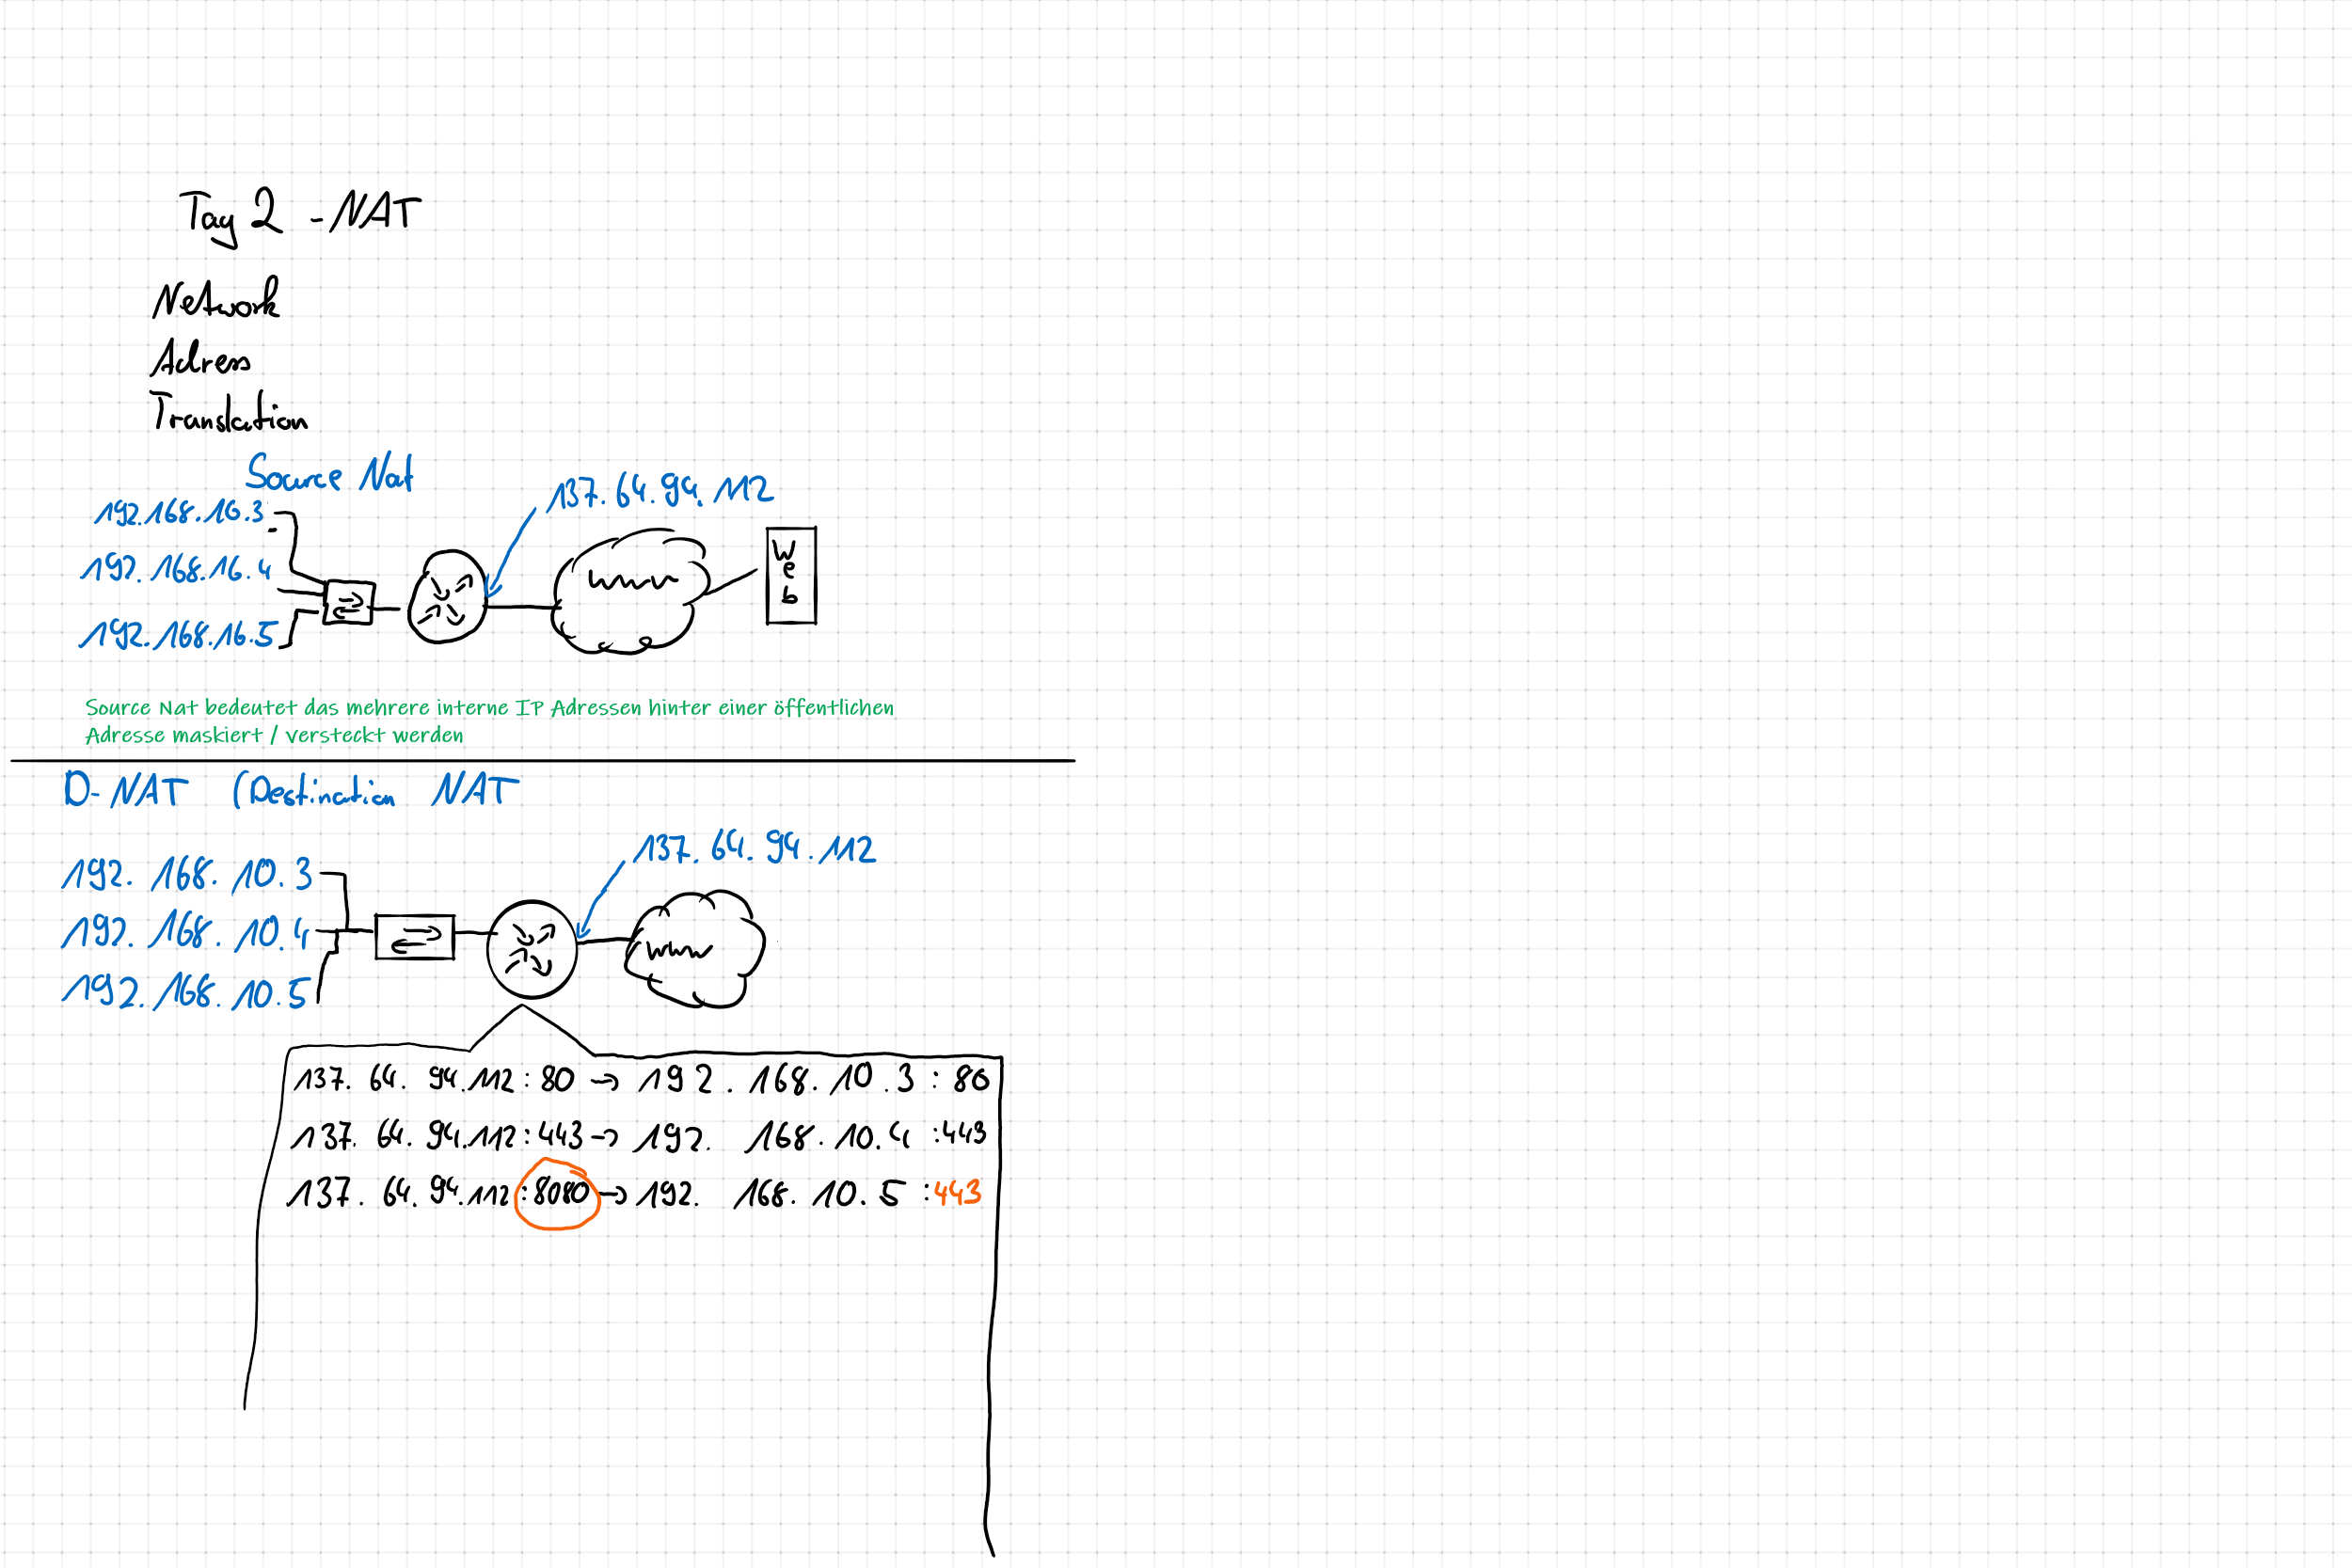 Tag 2 - NAT
Network
Adress
Translation
Source Nat
137.64.94.112
192.168.16.3
192.168.16.4
192.168.16.5
www
Web
Source Nat bedeutet das mehrere interne IP Adressen hinter einer öffentlichen
Adresse maskiert / versteckt werden
D-NAT (Destination NAT
137.64.94.112
192.168.10.3
192.168.10.4
192.168.10.5
www
137.64.94.112:80 → 192.168.10.3:80
137.64.94.112:443 → 192.168.10.4:443
137.64.94.112:8080 → 192.168.10.5:443